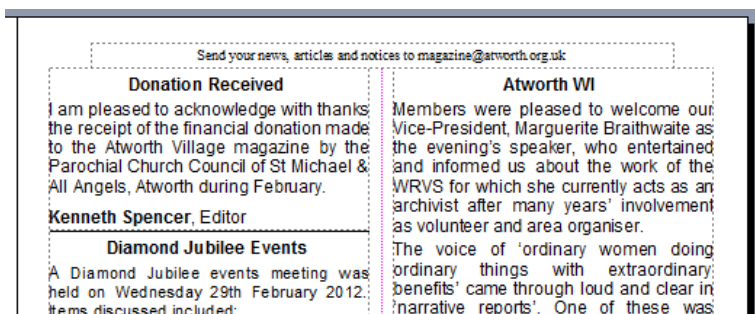 Send your news, articles and notices to magazine@atworth.org.uk
Donation Received
I am pleased to acknowledge with thanks
the receipt of the financial donation made
to the Atworth Village magazine by the
Parochial Church Council of St Michael &
All Angels, Atworth during February.
Kenneth Spencer, Editor
Diamond Jubilee Events
A Diamond Jubilee events meeting was
held on Wednesday 29th February 2012.
Items discussed included:
Atworth WI
Members were pleased to welcome our
Vice-President, Marguerite Braithwaite as
the evening's speaker, who entertained
and informed us about the work of the
WRVS for which she currently acts as an
archivist after many years' involvement
as volunteer and area organiser.
The voice of 'ordinary women doing
ordinary things with extraordinary
benefits' came through loud and clear in
'narrative reports'. One of these was